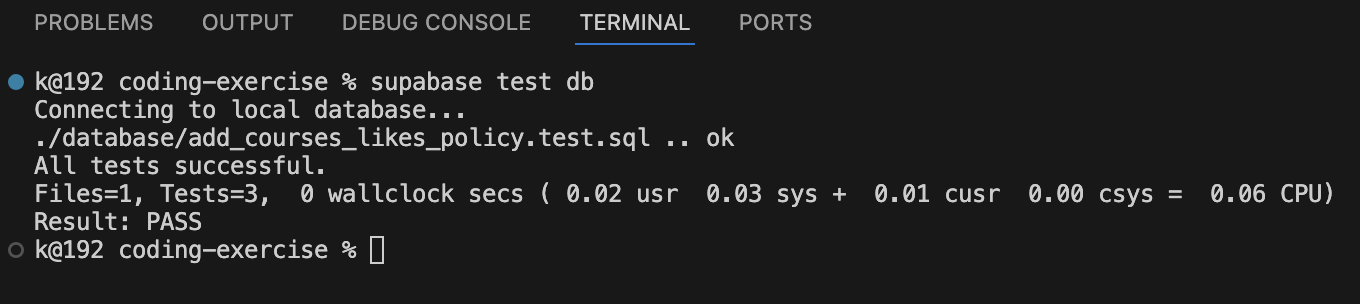 PROBLEMS OUTPUT DEBUG CONSOLE TERMINAL PORTS
k@192 coding-exercise % supabase test db
Connecting to local database...
./database/add_courses_likes_policy.test.sql .. ok
All tests successful.
Files=1, Tests=3,  0 wallclock secs ( 0.02 usr  0.03 sys +  0.01 cusr  0.00 csys =  0.06 CPU)
Result: PASS
k@192 coding-exercise %